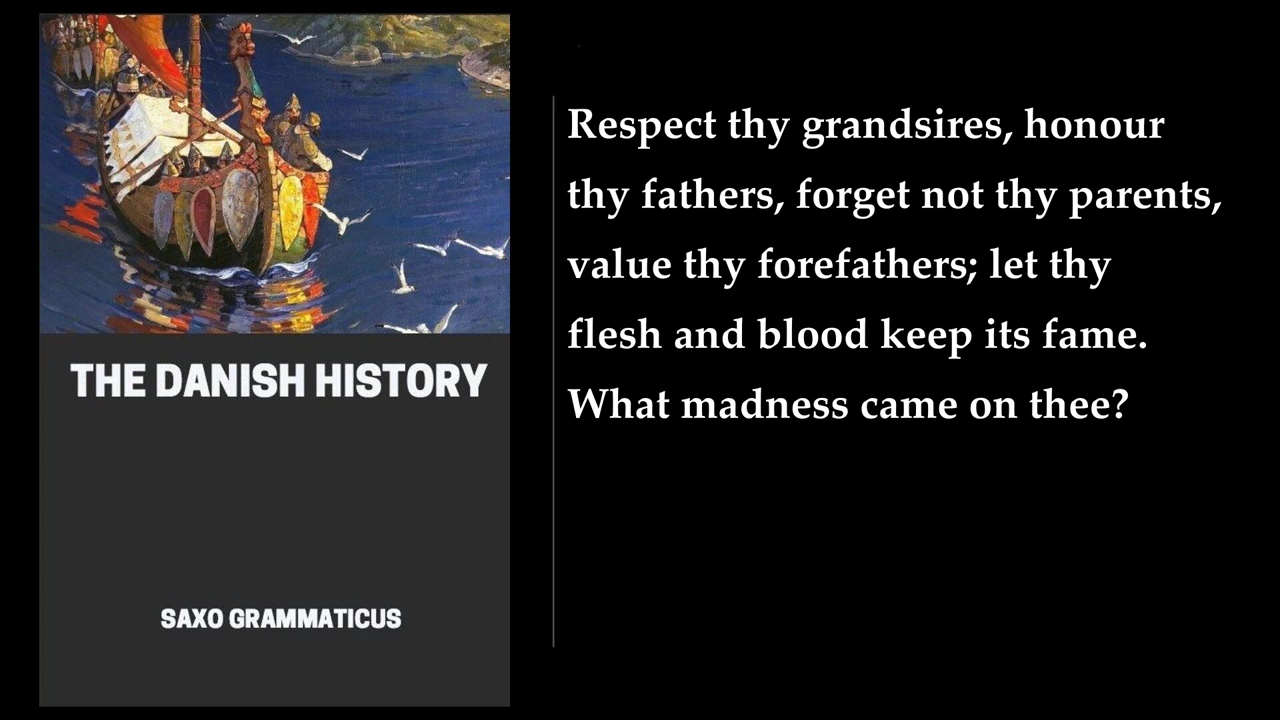 THE DANISH HISTORY
SAXO GRAMMATICUS
Respect thy grandsires, honour
thy fathers, forget not thy parents,
value thy forefathers; let thy
flesh and blood keep its fame.
What madness came on thee?